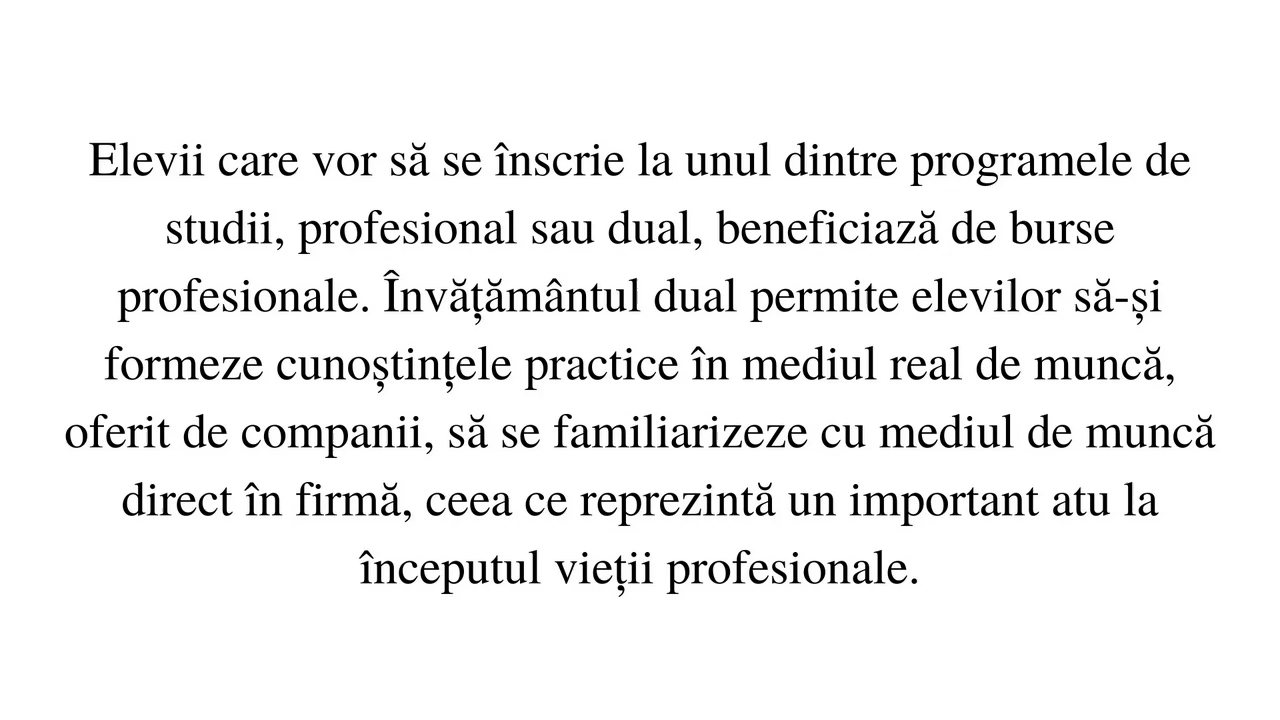 Elevii care vor să se înscrie la unul dintre programele de
studii, profesional sau dual, beneficiază de burse
profesionale. Învățământul dual permite elevilor să-și
formeze cunoștințele practice în mediul real de muncă,
oferit de companii, să se familiarizeze cu mediul de muncă
direct în firmă, ceea ce reprezintă un important atu la
începutul vieții profesionale.